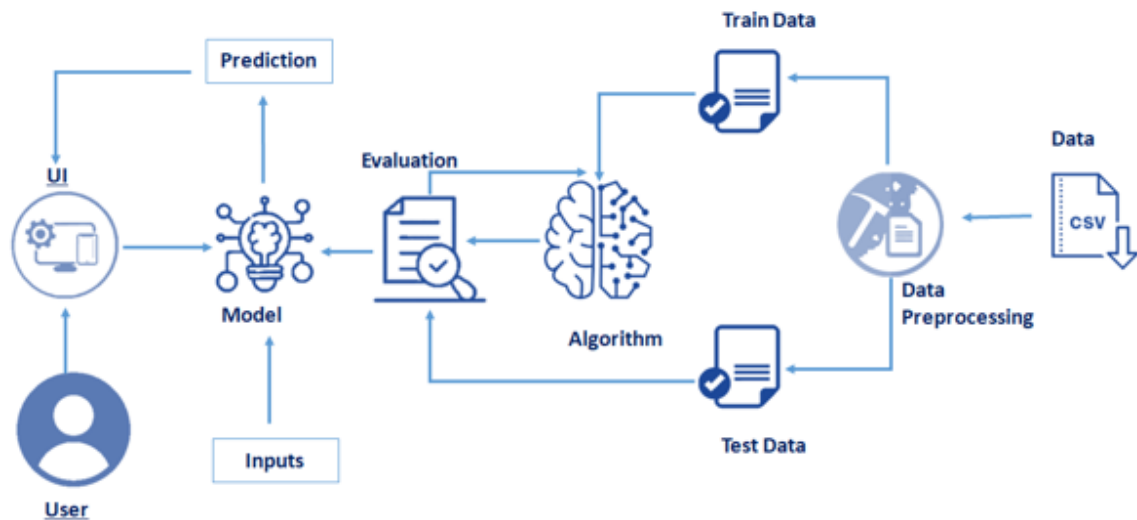 Train Data
Prediction
Data
Evaluation
UI
CSV
Model
Data
Preprocessing
Algorithm
Test Data
Inputs
User